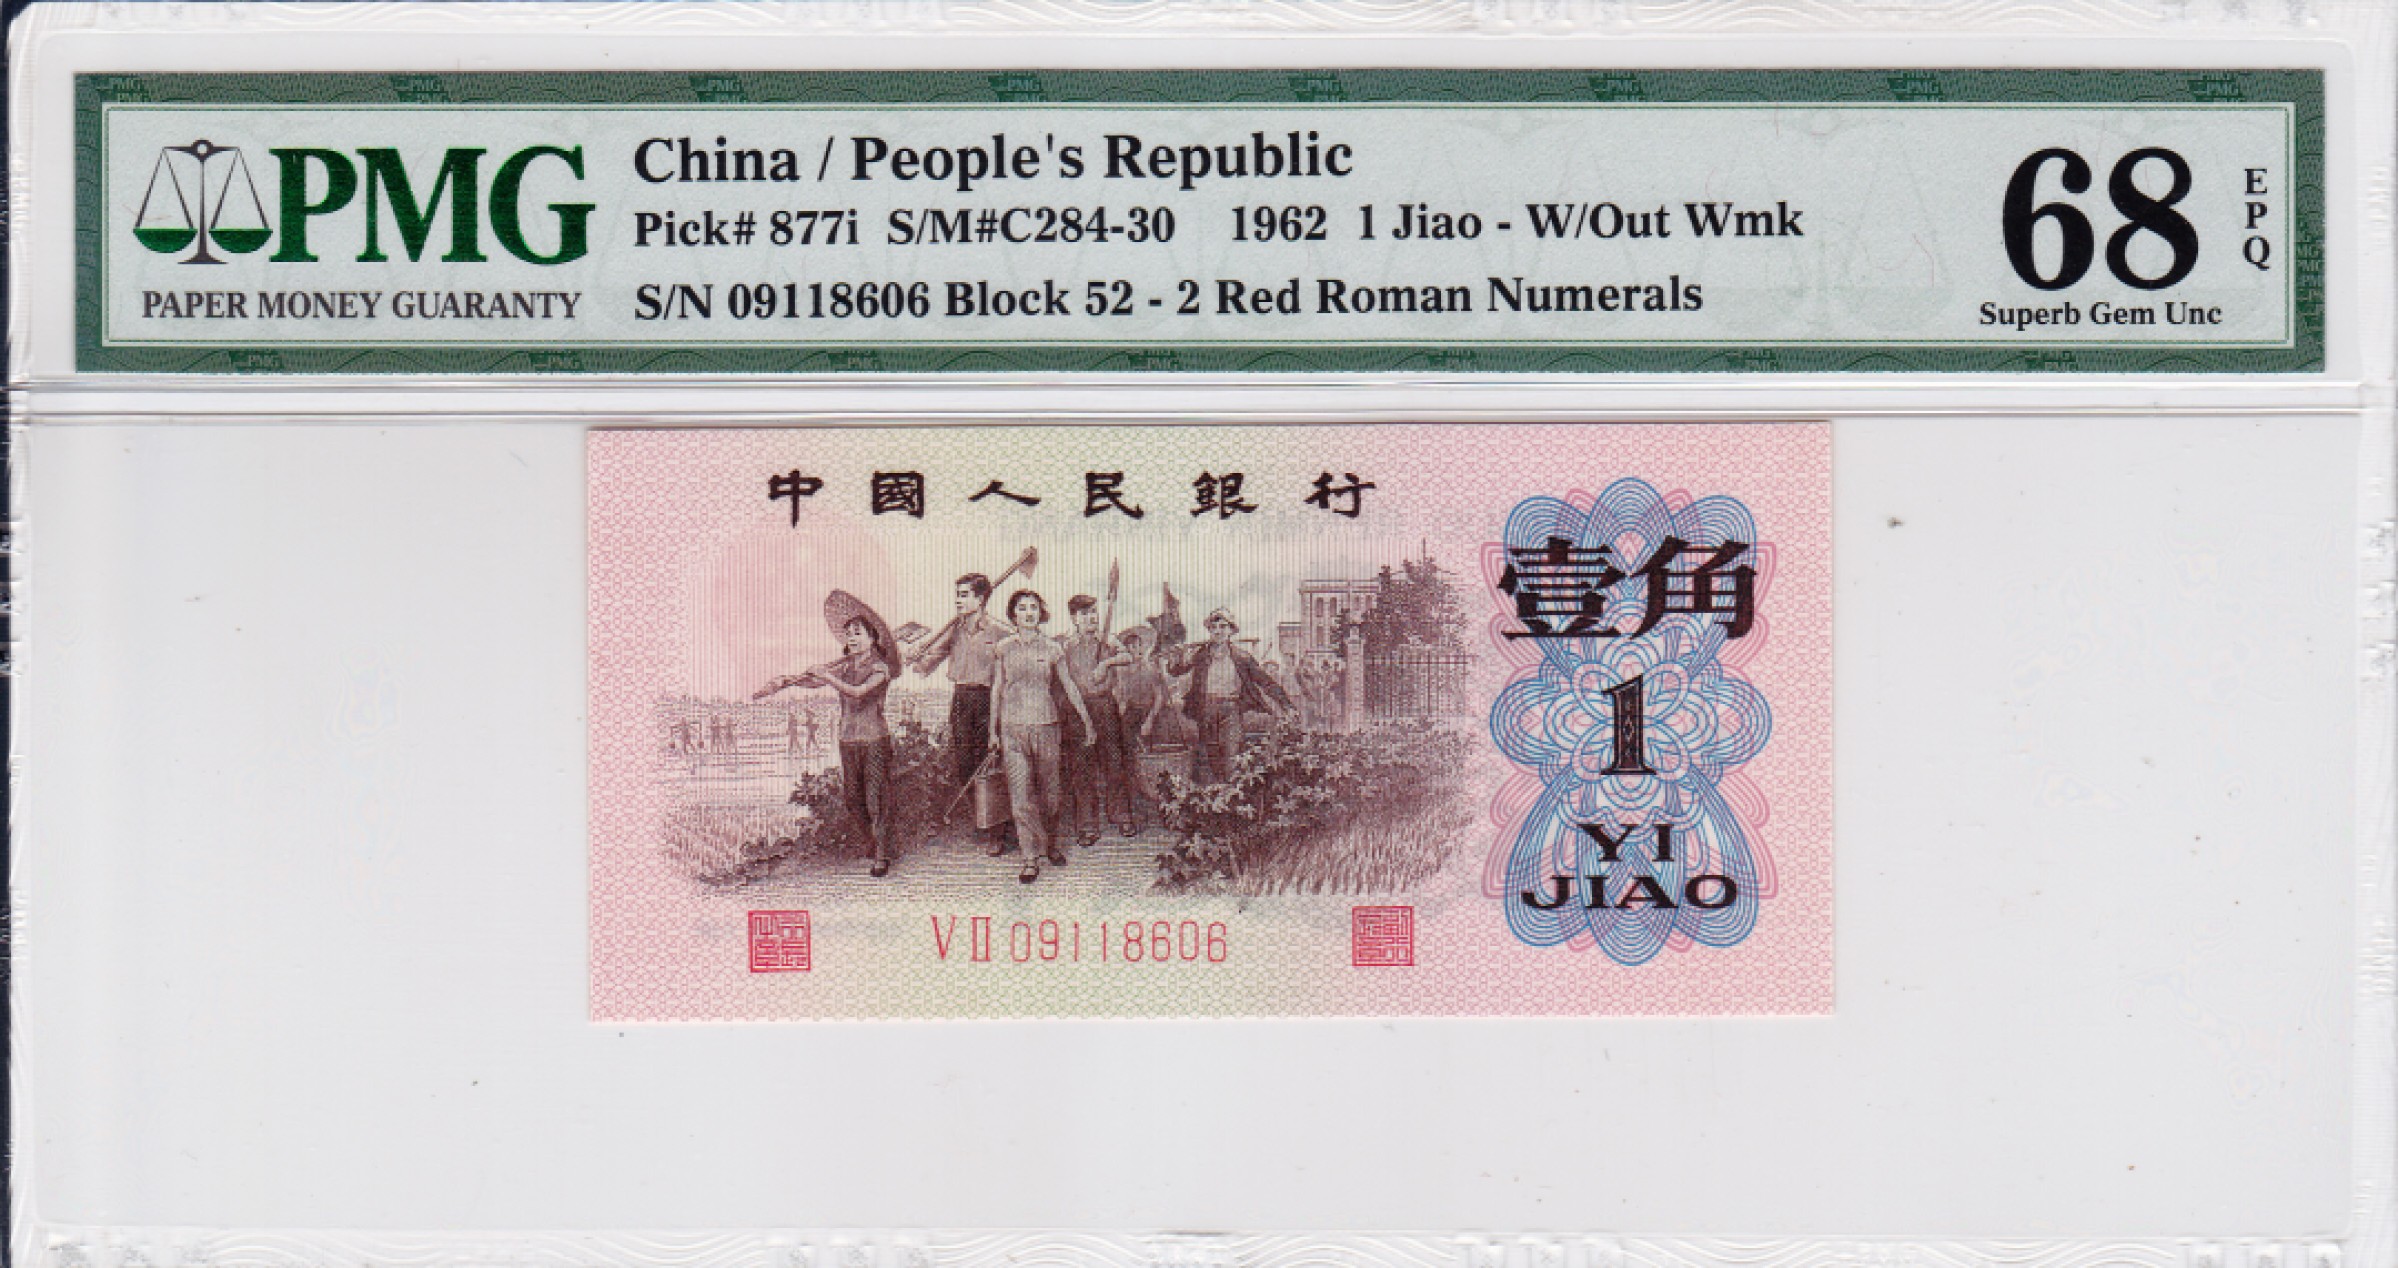 PMG
PAPER MONEY GUARANTY
China / People's Republic
Pick# 877i S/M#C284-30 1962 1 Jiao - W/Out Wmk
S/N 09118606 Block 52 - 2 Red Roman Numerals
68
EPQ
Superb Gem Unc
中國人民銀行
壹角
1
YI
JIAO
V II 09118606